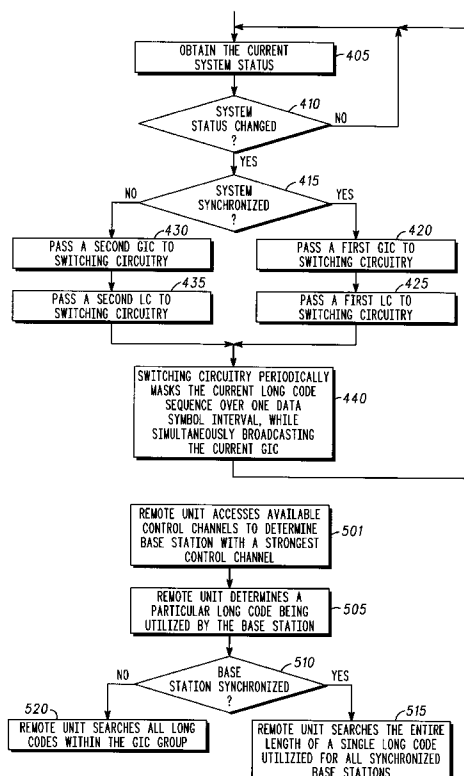 OBTAIN THE CURRENT
SYSTEM STATUS
405
SYSTEM
STATUS CHANGED
?
410
NO
YES
SYSTEM
SYNCHRONIZED
?
415
NO
YES
430
PASS A SECOND GIC TO
SWITCHING CIRCUITRY
420
PASS A FIRST GIC TO
SWITCHING CIRCUITRY
435
PASS A SECOND LC TO
SWITCHING CIRCUITRY
425
PASS A FIRST LC TO
SWITCHING CIRCUITRY
SWITCHING CIRCUITRY PERIODICALLY
MASKS THE CURRENT LONG CODE
SEQUENCE OVER ONE DATA
SYMBOL INTERVAL, WHILE
SIMULTANEOUSLY BROADCASTING
THE CURRENT GIC
440
REMOTE UNIT ACCESSES AVAILABLE
CONTROL CHANNELS TO DETERMINE
BASE STATION WITH A STRONGEST
CONTROL CHANNEL
501
REMOTE UNIT DETERMINES A
PARTICULAR LONG CODE BEING
UTILIZED BY THE BASE STATION
505
BASE
STATION SYNCHRONIZED
?
510
NO
YES
520
REMOTE UNIT SEARCHES ALL LONG
CODES WITHIN THE GIC GROUP
515
REMOTE UNIT SEARCHES THE ENTIRE
LENGTH OF A SINGLE LONG CODE
UTILIZIED FOR ALL SYNCHRONIZED
BASE STATIONS